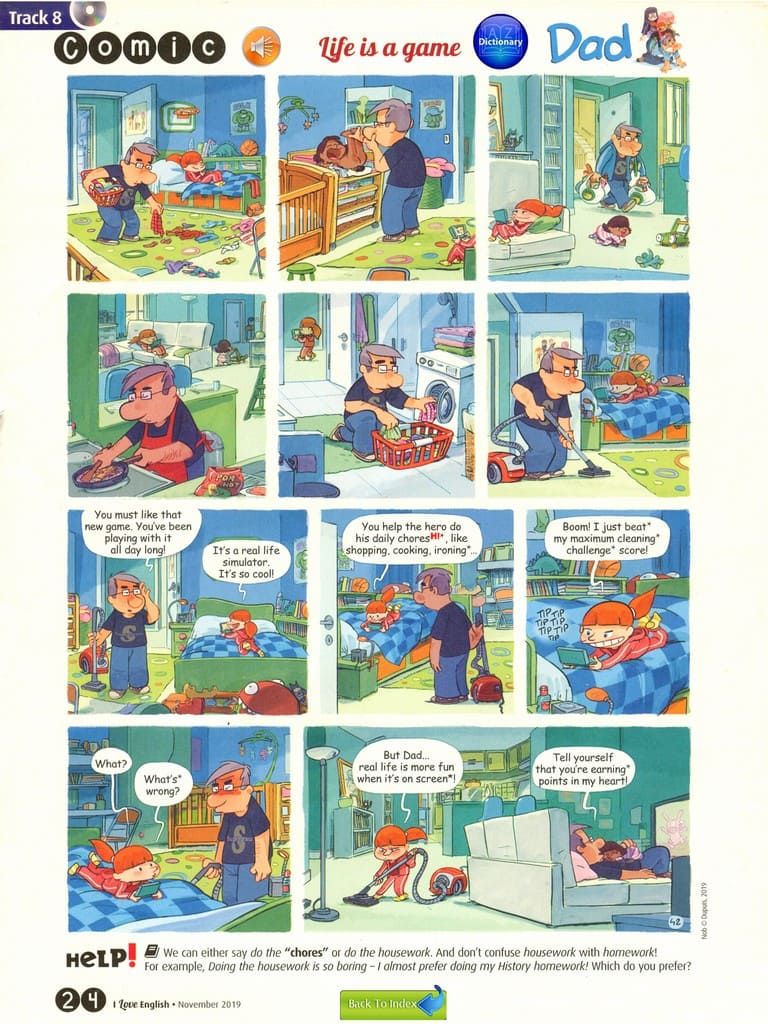 Track 8
Comic
Life is a game
A Z
Dictionary
Dad
POP
HOT
You must like that
new game. You've been
playing with it
all day long!
It's a real life
simulator.
It's so cool!
You help the hero do
his daily choresH!*, like
shopping, cooking, ironing*...
Boom! I just beat*
my maximum cleaning*
challenge* score!
TIP TIP
TIP TIP
TIP TIP
TIP
What?
What's*
wrong?
But Dad...
real life is more fun
when it's on screen*!
Tell yourself
that you're earning*
points in my heart!
42
Nob © Dupuis, 2019
HELP! We can either say do the "chores" or do the housework. And don't confuse housework with homework!
For example, Doing the housework is so boring – I almost prefer doing my History homework! Which do you prefer?
24 I Love English • November 2019
Back To Index